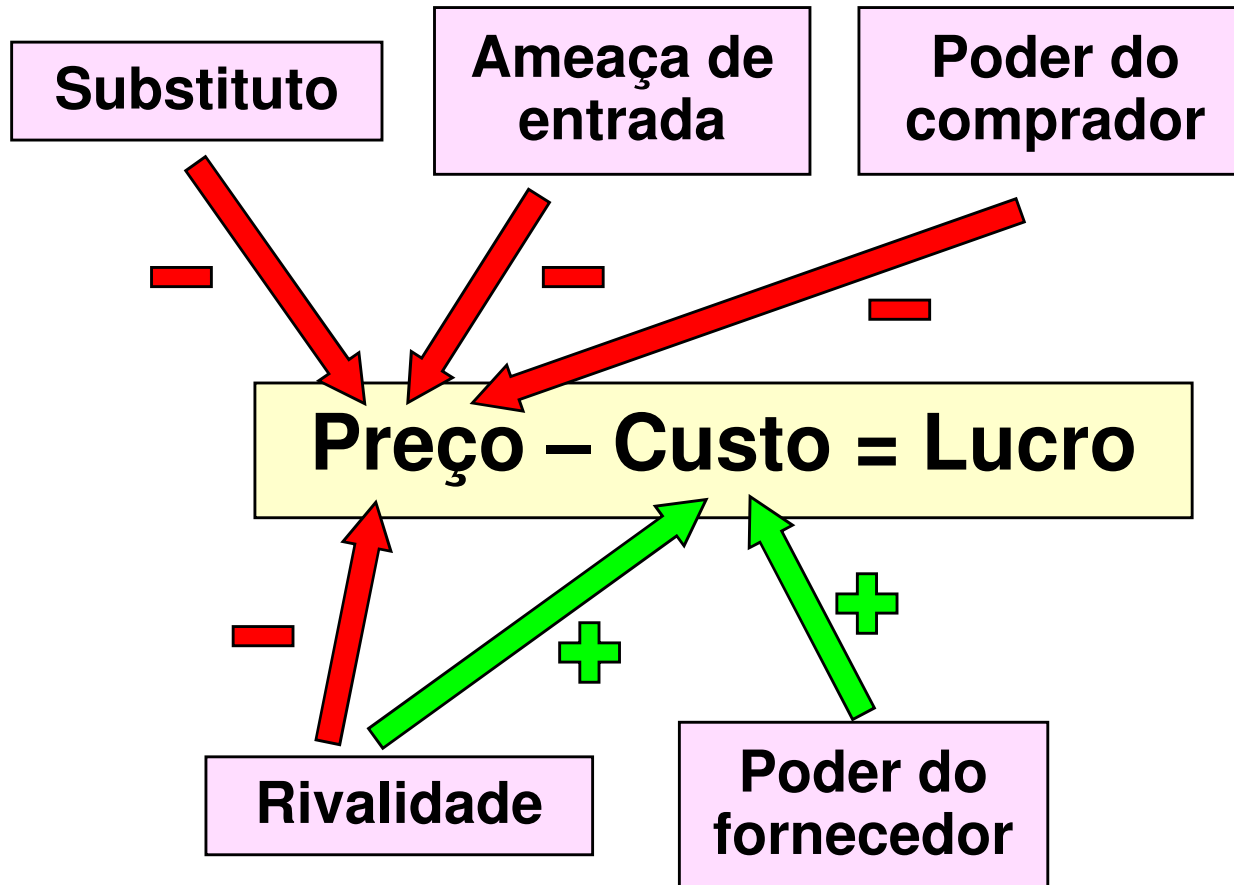 Substituto
Ameaça de
entrada
Poder do
comprador
Preço – Custo = Lucro
Rivalidade
Poder do
fornecedor